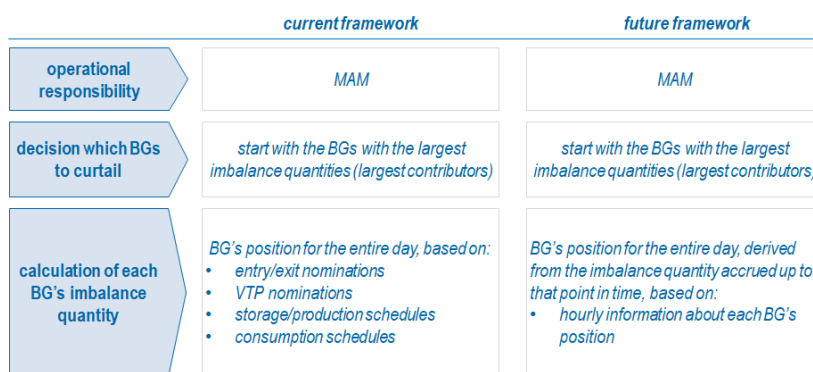 current framework
future framework
operational
responsibility
MAM
MAM
decision which BGs
to curtail
start with the BGs with the largest
imbalance quantities (largest contributors)
start with the BGs with the largest
imbalance quantities (largest contributors)
calculation of each
BG's imbalance
quantity
BG's position for the entire day, based on:
• entry/exit nominations
• VTP nominations
• storage/production schedules
• consumption schedules
BG's position for the entire day, derived
from the imbalance quantity accrued up to
that point in time, based on:
• hourly information about each BG's
position